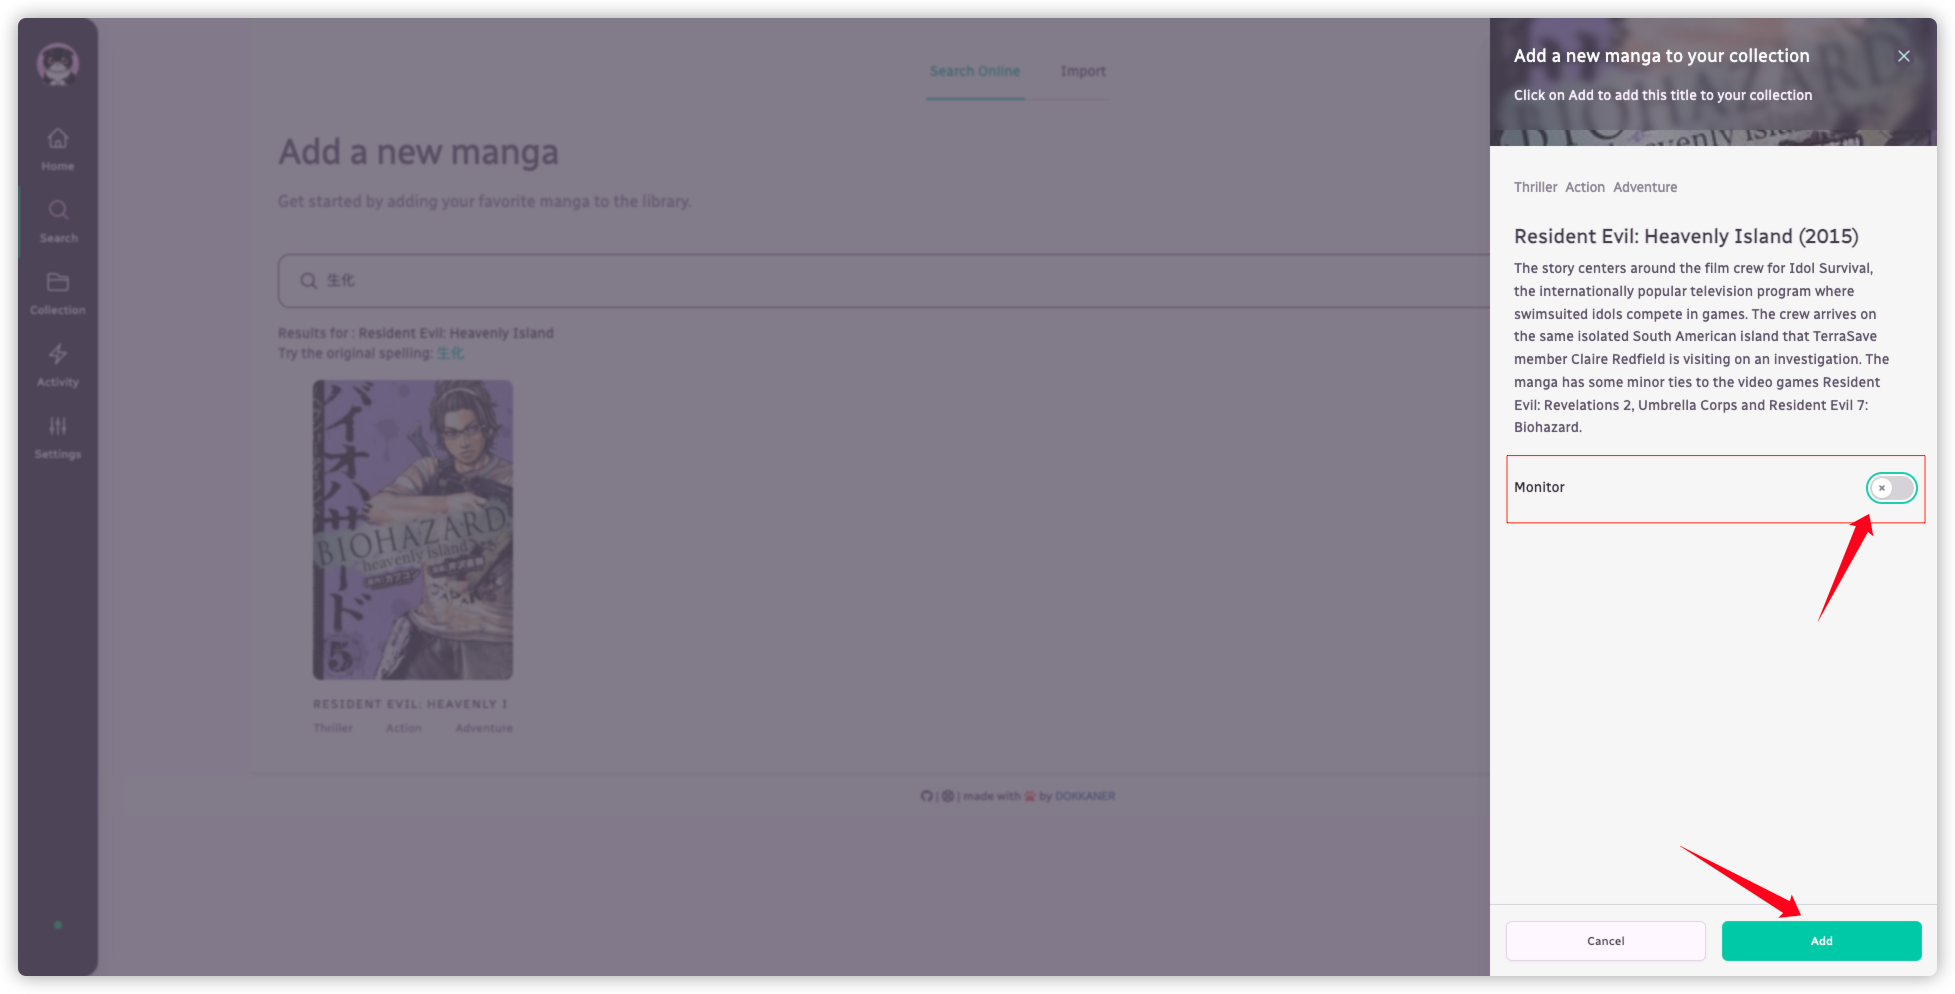 Home
Search
Collection
Activity
Settings
Search Online
Import
Add a new manga
Get started by adding your favorite manga to the library.
生化
Results for : Resident Evil: Heavenly Island
Try the original spelling: 生化
バイオハザード
BIOHAZARD
heavenly island
5
RESIDENT EVIL: HEAVENLY I
Thriller Action Adventure
| | made with by DOKKANER
Add a new manga to your collection
Click on Add to add this title to your collection
Thriller Action Adventure
Resident Evil: Heavenly Island (2015)
The story centers around the film crew for Idol Survival,
the internationally popular television program where
swimsuited idols compete in games. The crew arrives on
the same isolated South American island that TerraSave
member Claire Redfield is visiting on an investigation. The
manga has some minor ties to the video games Resident
Evil: Revelations 2, Umbrella Corps and Resident Evil 7:
Biohazard.
Monitor
Cancel
Add